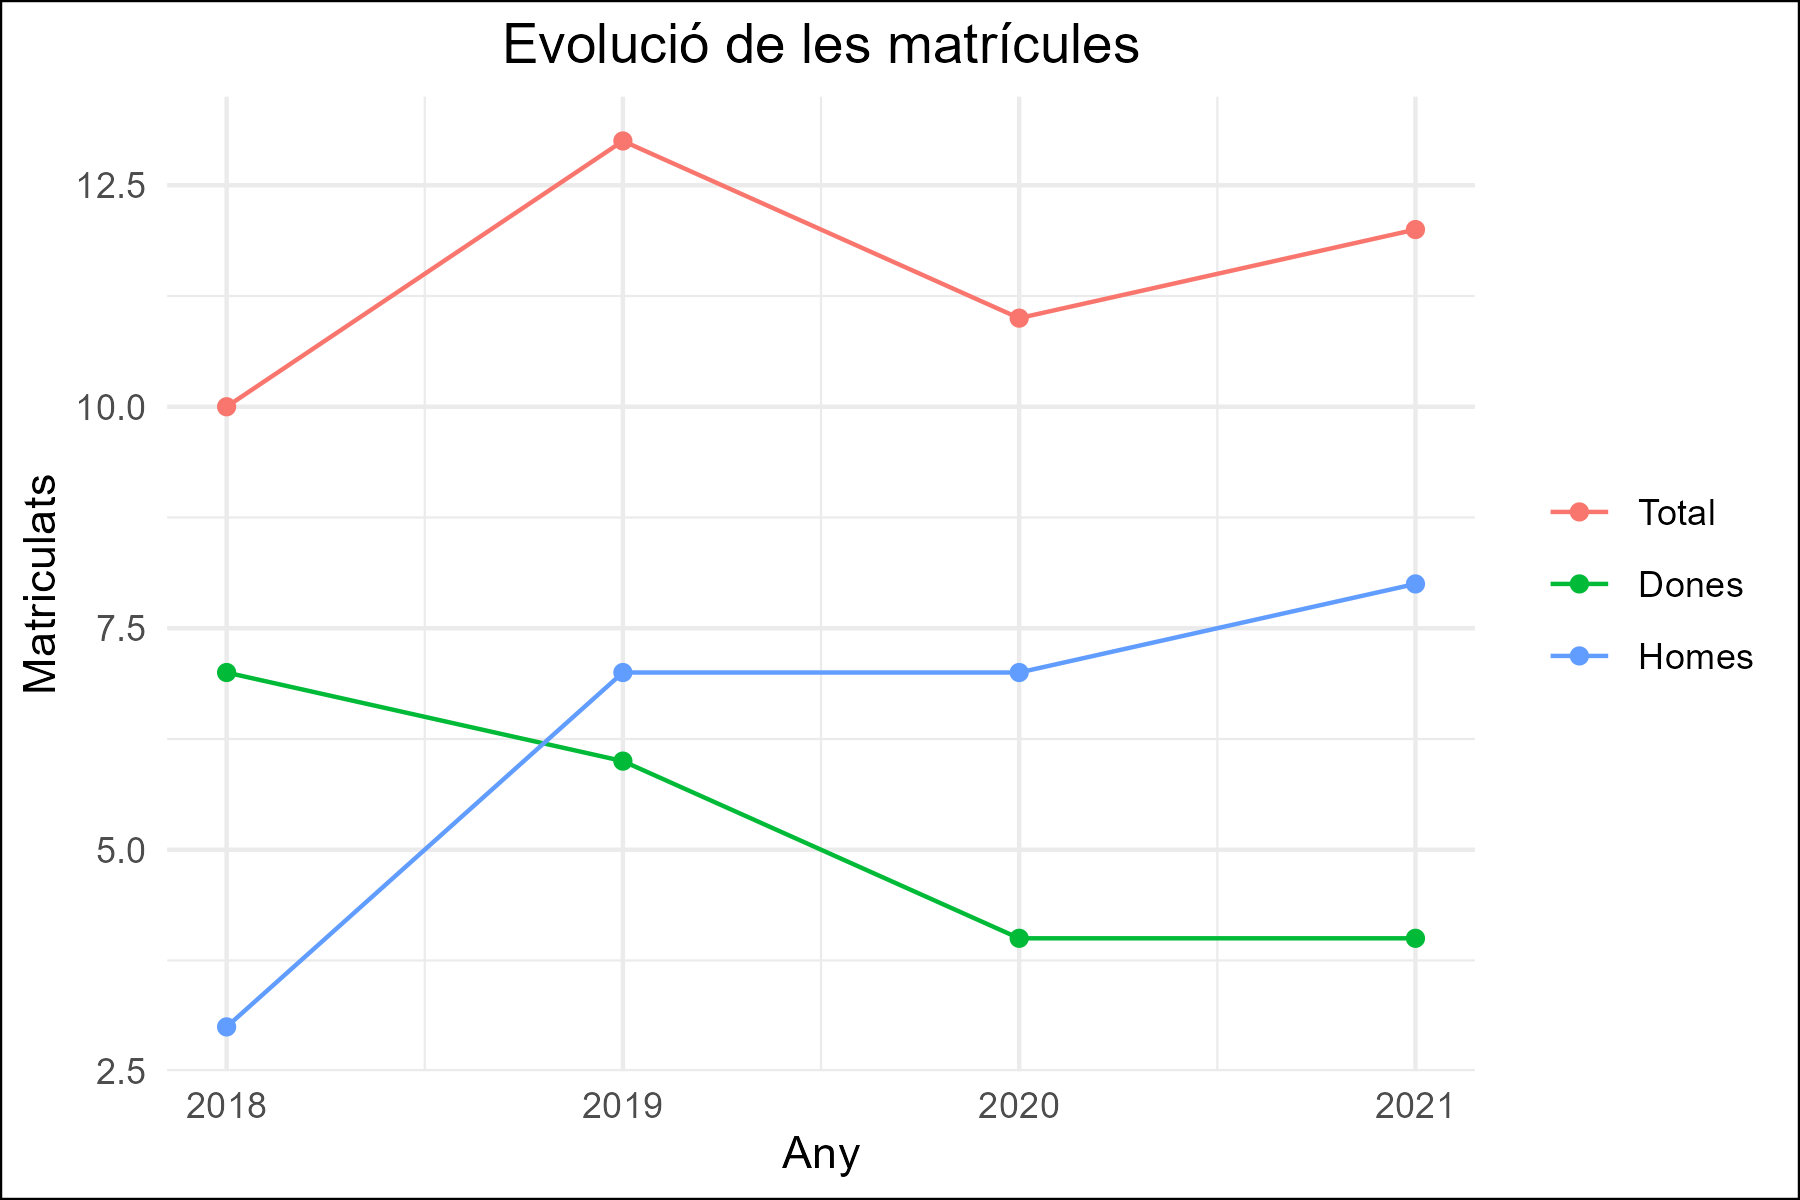 Evolució de les matrícules
12.5
10.0
7.5
5.0
2.5
Matriculats
2018 2019 2020 2021
Any
Total
Dones
Homes